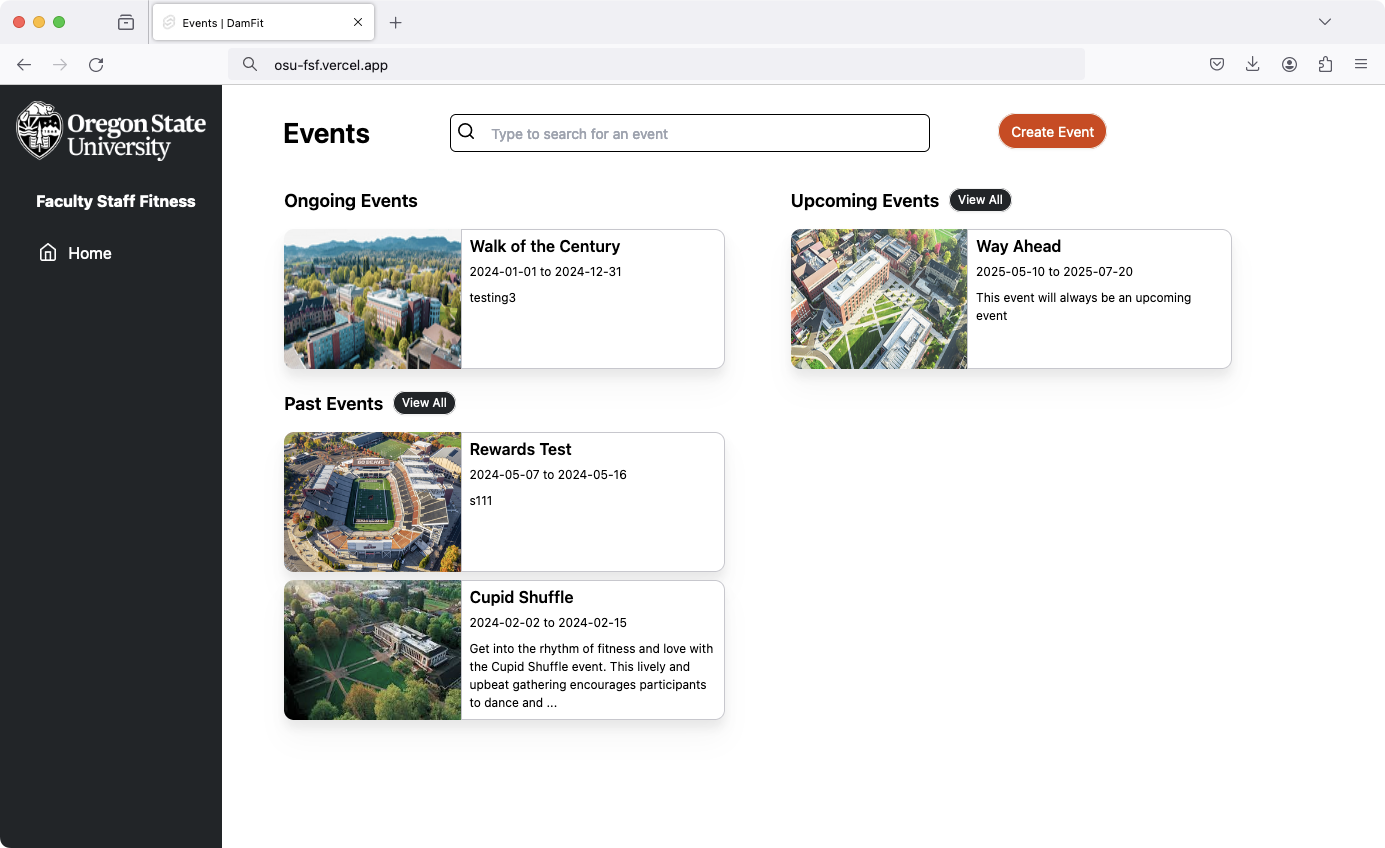 Events | DamFit
osu-fsf.vercel.app
Oregon State
University
Faculty Staff Fitness
Home
Events
Type to search for an event
Create Event
Ongoing Events
Walk of the Century
2024-01-01 to 2024-12-31
testing3
Upcoming Events View All
Way Ahead
2025-05-10 to 2025-07-20
This event will always be an upcoming
event
Past Events View All
Rewards Test
2024-05-07 to 2024-05-16
s111
Cupid Shuffle
2024-02-02 to 2024-02-15
Get into the rhythm of fitness and love with
the Cupid Shuffle event. This lively and
upbeat gathering encourages participants
to dance and ...